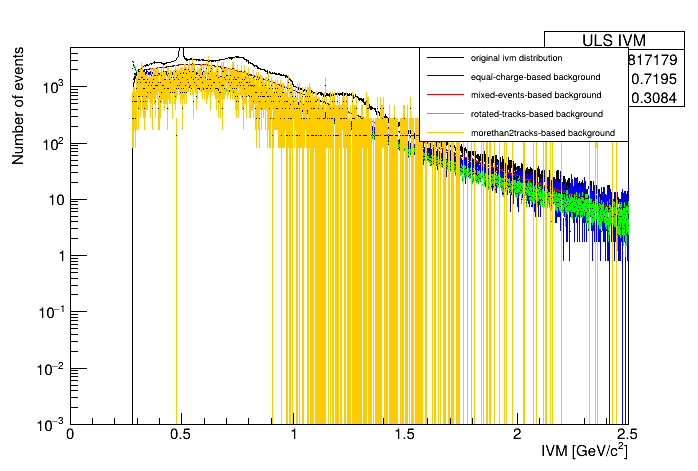 ULS IVM
817179
0.7195
0.3084
original ivm distribution
equal-charge-based background
mixed-events-based background
rotated-tracks-based background
morethan2tracks-based background
Number of events
10³
10²
10
1
10⁻¹
10⁻²
10⁻³
0
0.5
1
1.5
2
2.5
IVM [GeV/c²]